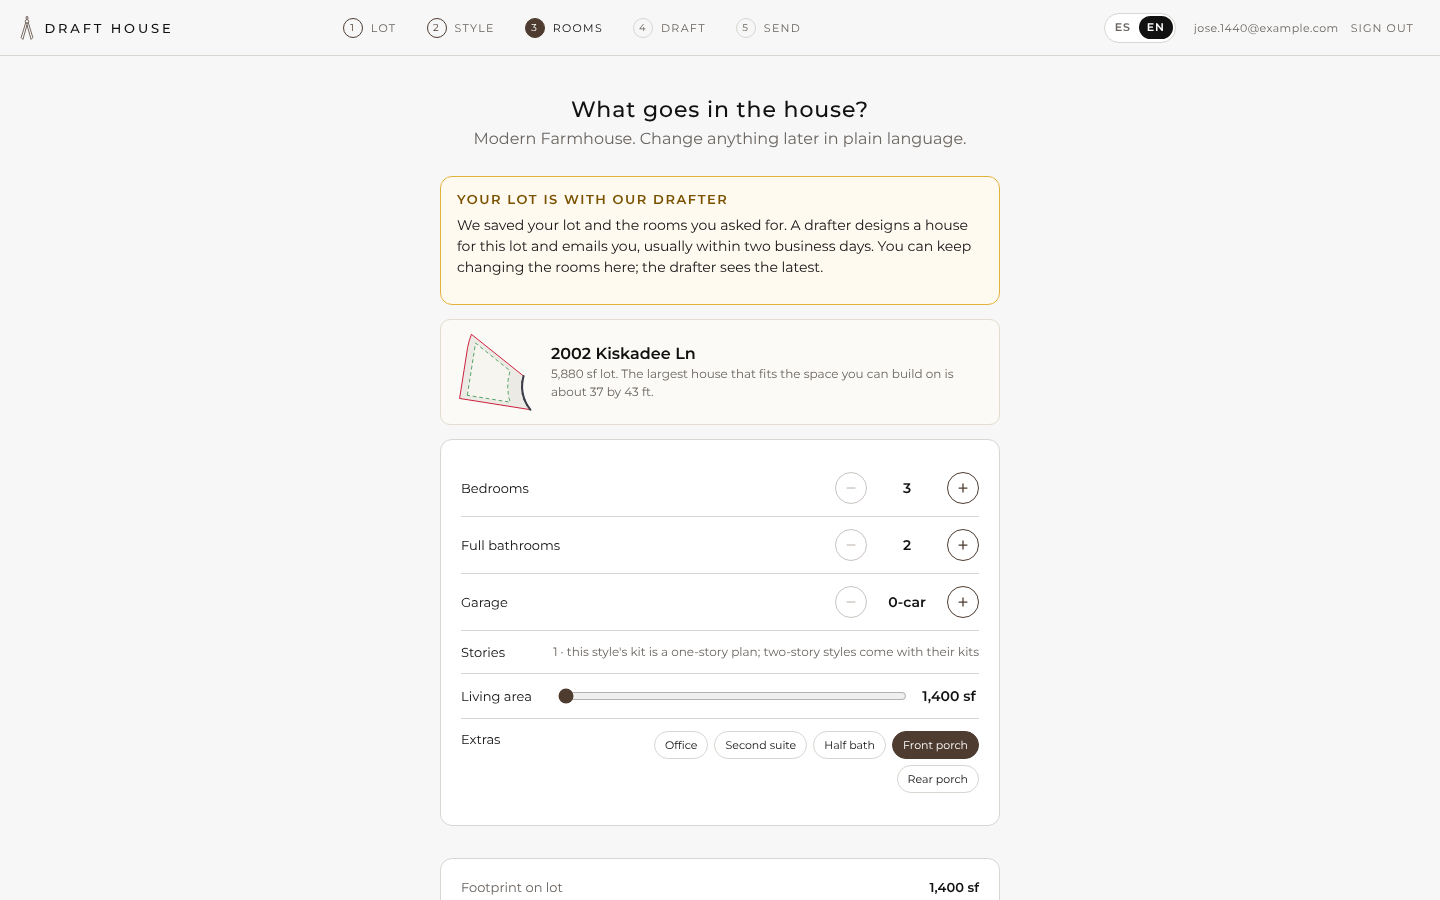 DRAFT HOUSE
1 LOT
2 STYLE
3 ROOMS
4 DRAFT
5 SEND
ES EN
jose.1440@example.com
SIGN OUT
What goes in the house?
Modern Farmhouse. Change anything later in plain language.
YOUR LOT IS WITH OUR DRAFTER
We saved your lot and the rooms you asked for. A drafter designs a house
for this lot and emails you, usually within two business days. You can keep
changing the rooms here; the drafter sees the latest.
2002 Kiskadee Ln
5,880 sf lot. The largest house that fits the space you can build on is
about 37 by 43 ft.
Bedrooms − 3 +
Full bathrooms − 2 +
Garage − 0-car +
Stories 1 · this style's kit is a one-story plan; two-story styles come with their kits
Living area 1,400 sf
Extras Office Second suite Half bath Front porch
Rear porch
Footprint on lot 1,400 sf